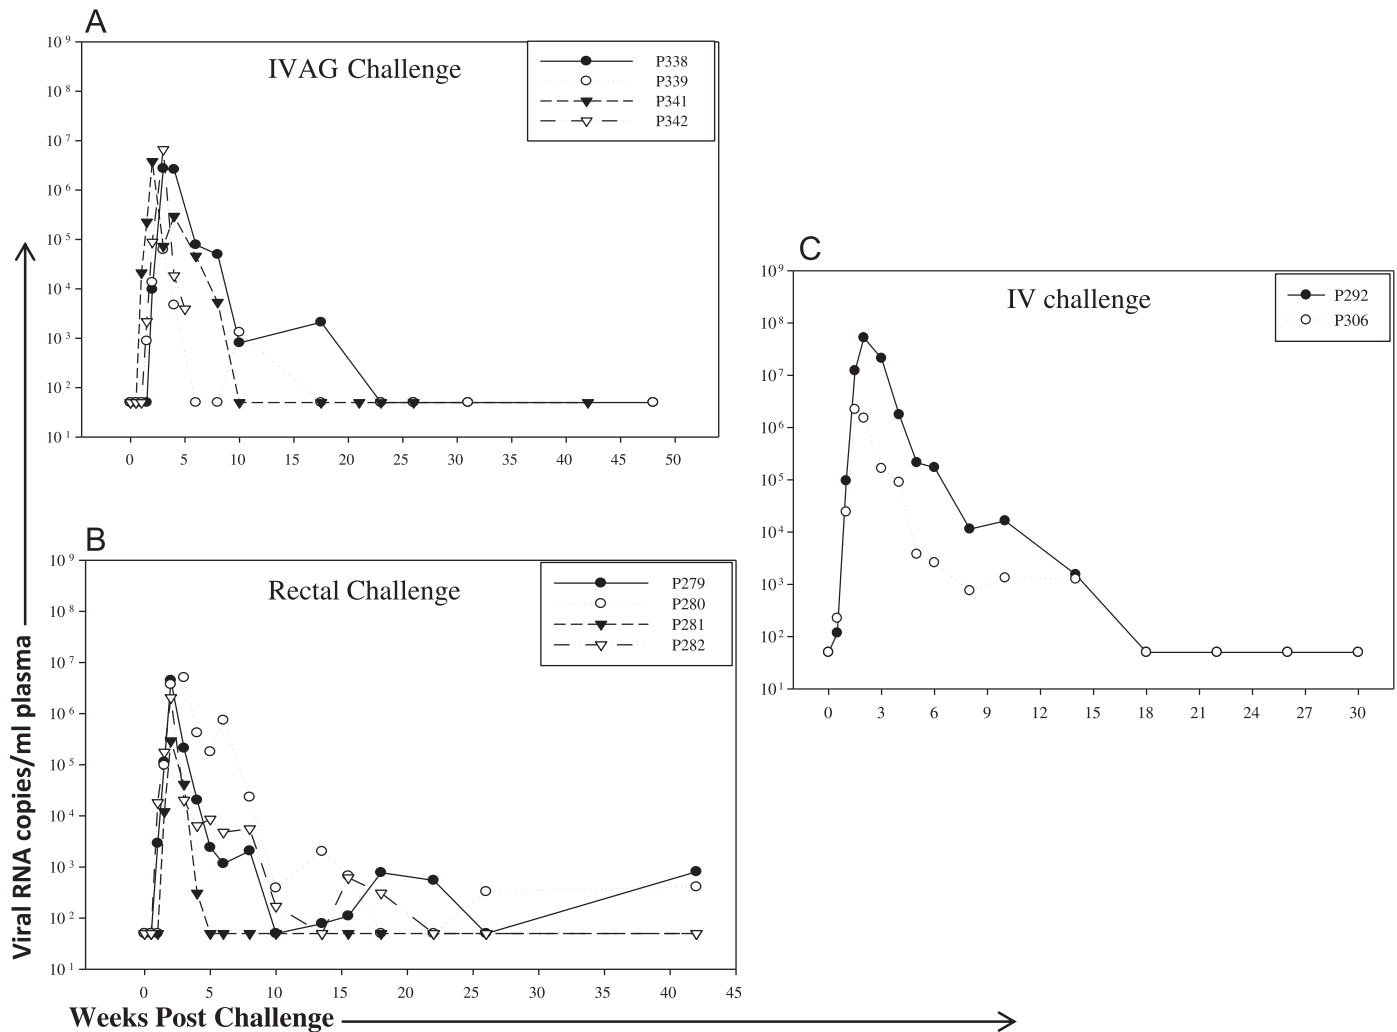 A
IVAG Challenge
P338
P339
P341
P342
10⁹
10⁸
10⁷
10⁶
10⁵
10⁴
10³
10²
10¹
0 5 10 15 20 25 30 35 40 45 50
B
Rectal Challenge
P279
P280
P281
P282
10⁹
10⁸
10⁷
10⁶
10⁵
10⁴
10³
10²
10¹
0 5 10 15 20 25 30 35 40 45
C
IV challenge
P292
P306
10⁹
10⁸
10⁷
10⁶
10⁵
10⁴
10³
10²
10¹
0 3 6 9 12 15 18 21 24 27 30
Viral RNA copies/ml plasma
Weeks Post Challenge